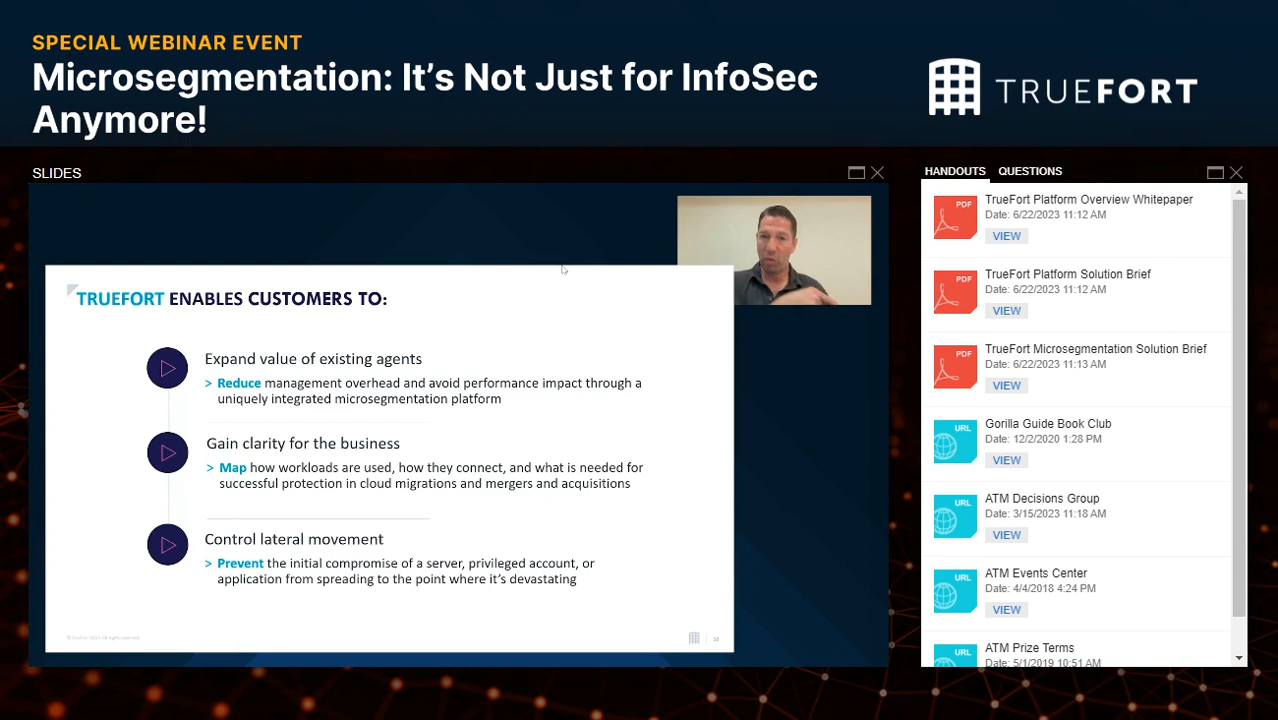 SPECIAL WEBINAR EVENT
Microsegmentation: It’s Not Just for InfoSec
Anymore!
TRUEFORT
SLIDES
TRUEFORT ENABLES CUSTOMERS TO:
Expand value of existing agents
> Reduce management overhead and avoid performance impact through a
uniquely integrated microsegmentation platform
Gain clarity for the business
> Map how workloads are used, how they connect, and what is needed for
successful protection in cloud migrations and mergers and acquisitions
Control lateral movement
> Prevent the initial compromise of a server, privileged account, or
application from spreading to the point where it’s devastating
HANDOUTS QUESTIONS
PDF
TrueFort Platform Overview Whitepaper
Date: 6/22/2023 11:12 AM
VIEW
PDF
TrueFort Platform Solution Brief
Date: 6/22/2023 11:12 AM
VIEW
PDF
TrueFort Microsegmentation Solution Brief
Date: 6/22/2023 11:13 AM
VIEW
URL
Gorilla Guide Book Club
Date: 12/2/2020 1:28 PM
VIEW
URL
ATM Decisions Group
Date: 3/15/2023 11:18 AM
VIEW
URL
ATM Events Center
Date: 4/4/2018 4:24 PM
VIEW
URL
ATM Prize Terms
Date: 5/1/2019 10:51 AM